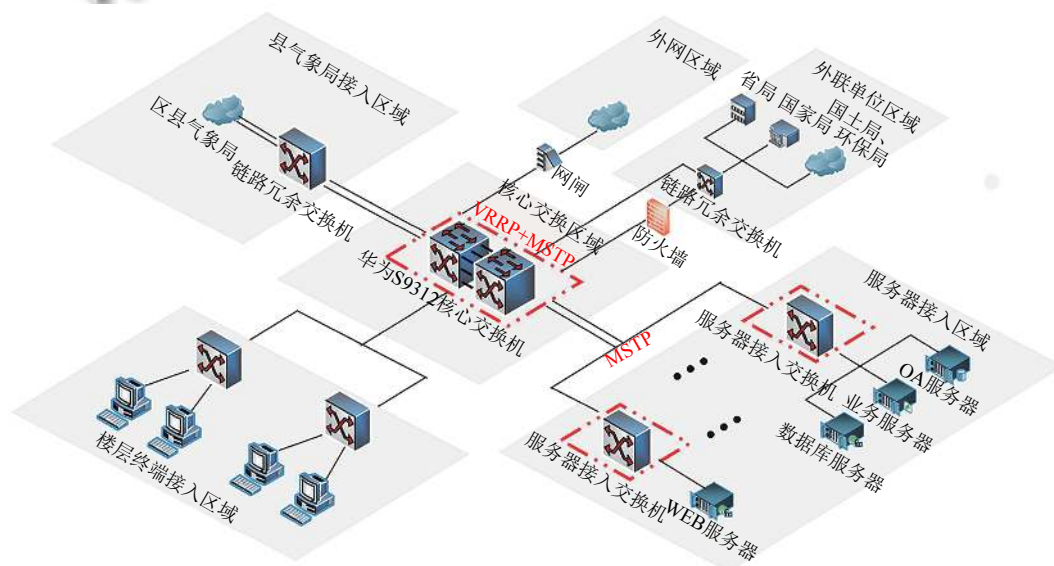 县气象局接入区域
区县气象局
链路冗余交换机
外网区域
网闸
外联单位区域
省局
国家局
国土局、
环保局
链路冗余交换机
防火墙
核心交换区域
VRRP+MSTP
华为S9312核心交换机
MSTP
服务器接入区域
服务器接入交换机
OA服务器
业务服务器
数据库服务器
服务器接入交换机
WEB服务器
楼层终端接入区域